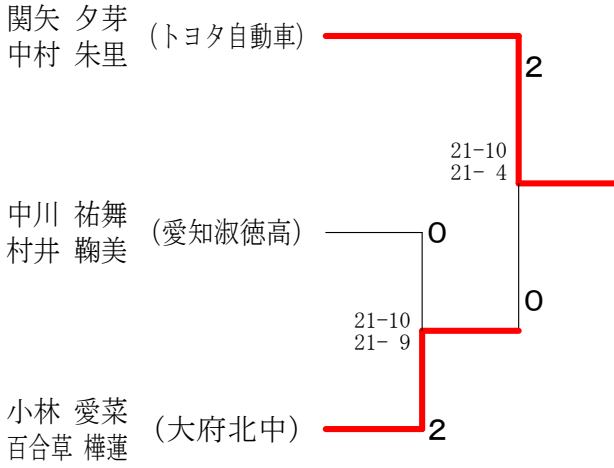 関矢 夕芽
中村 朱里
(トヨタ自動車)
2
21-10
21- 4
中川 祐舞
村井 鞠美
(愛知淑徳高)
0
0
21-10
21- 9
小林 愛菜
百合草 樺蓮
(大府北中)
2